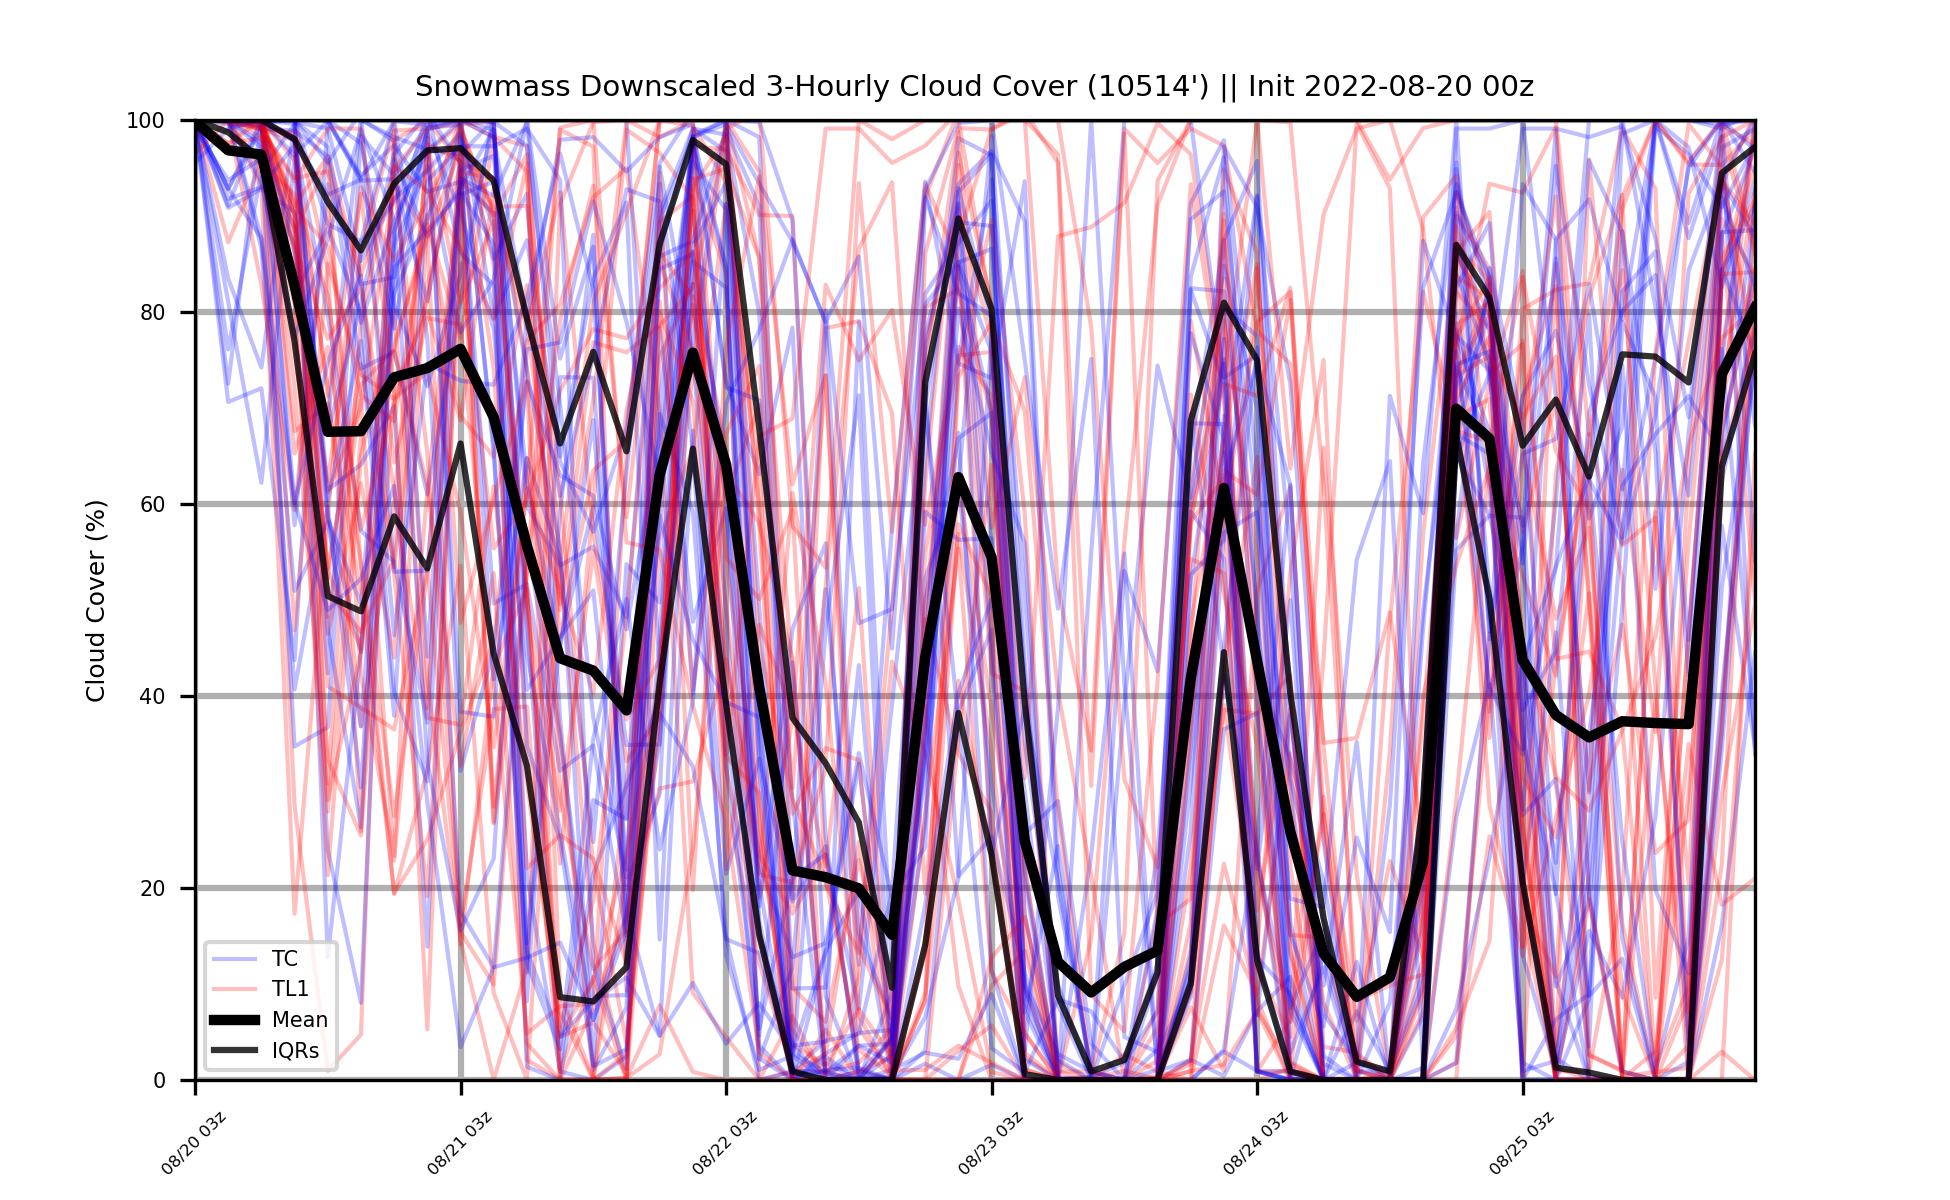 Snowmass Downscaled 3-Hourly Cloud Cover (10514') || Init 2022-08-20 00z
Cloud Cover (%)
100
80
60
40
20
0
TC
TL1
Mean
IQRs
08/20 03z
08/21 03z
08/22 03z
08/23 03z
08/24 03z
08/25 03z